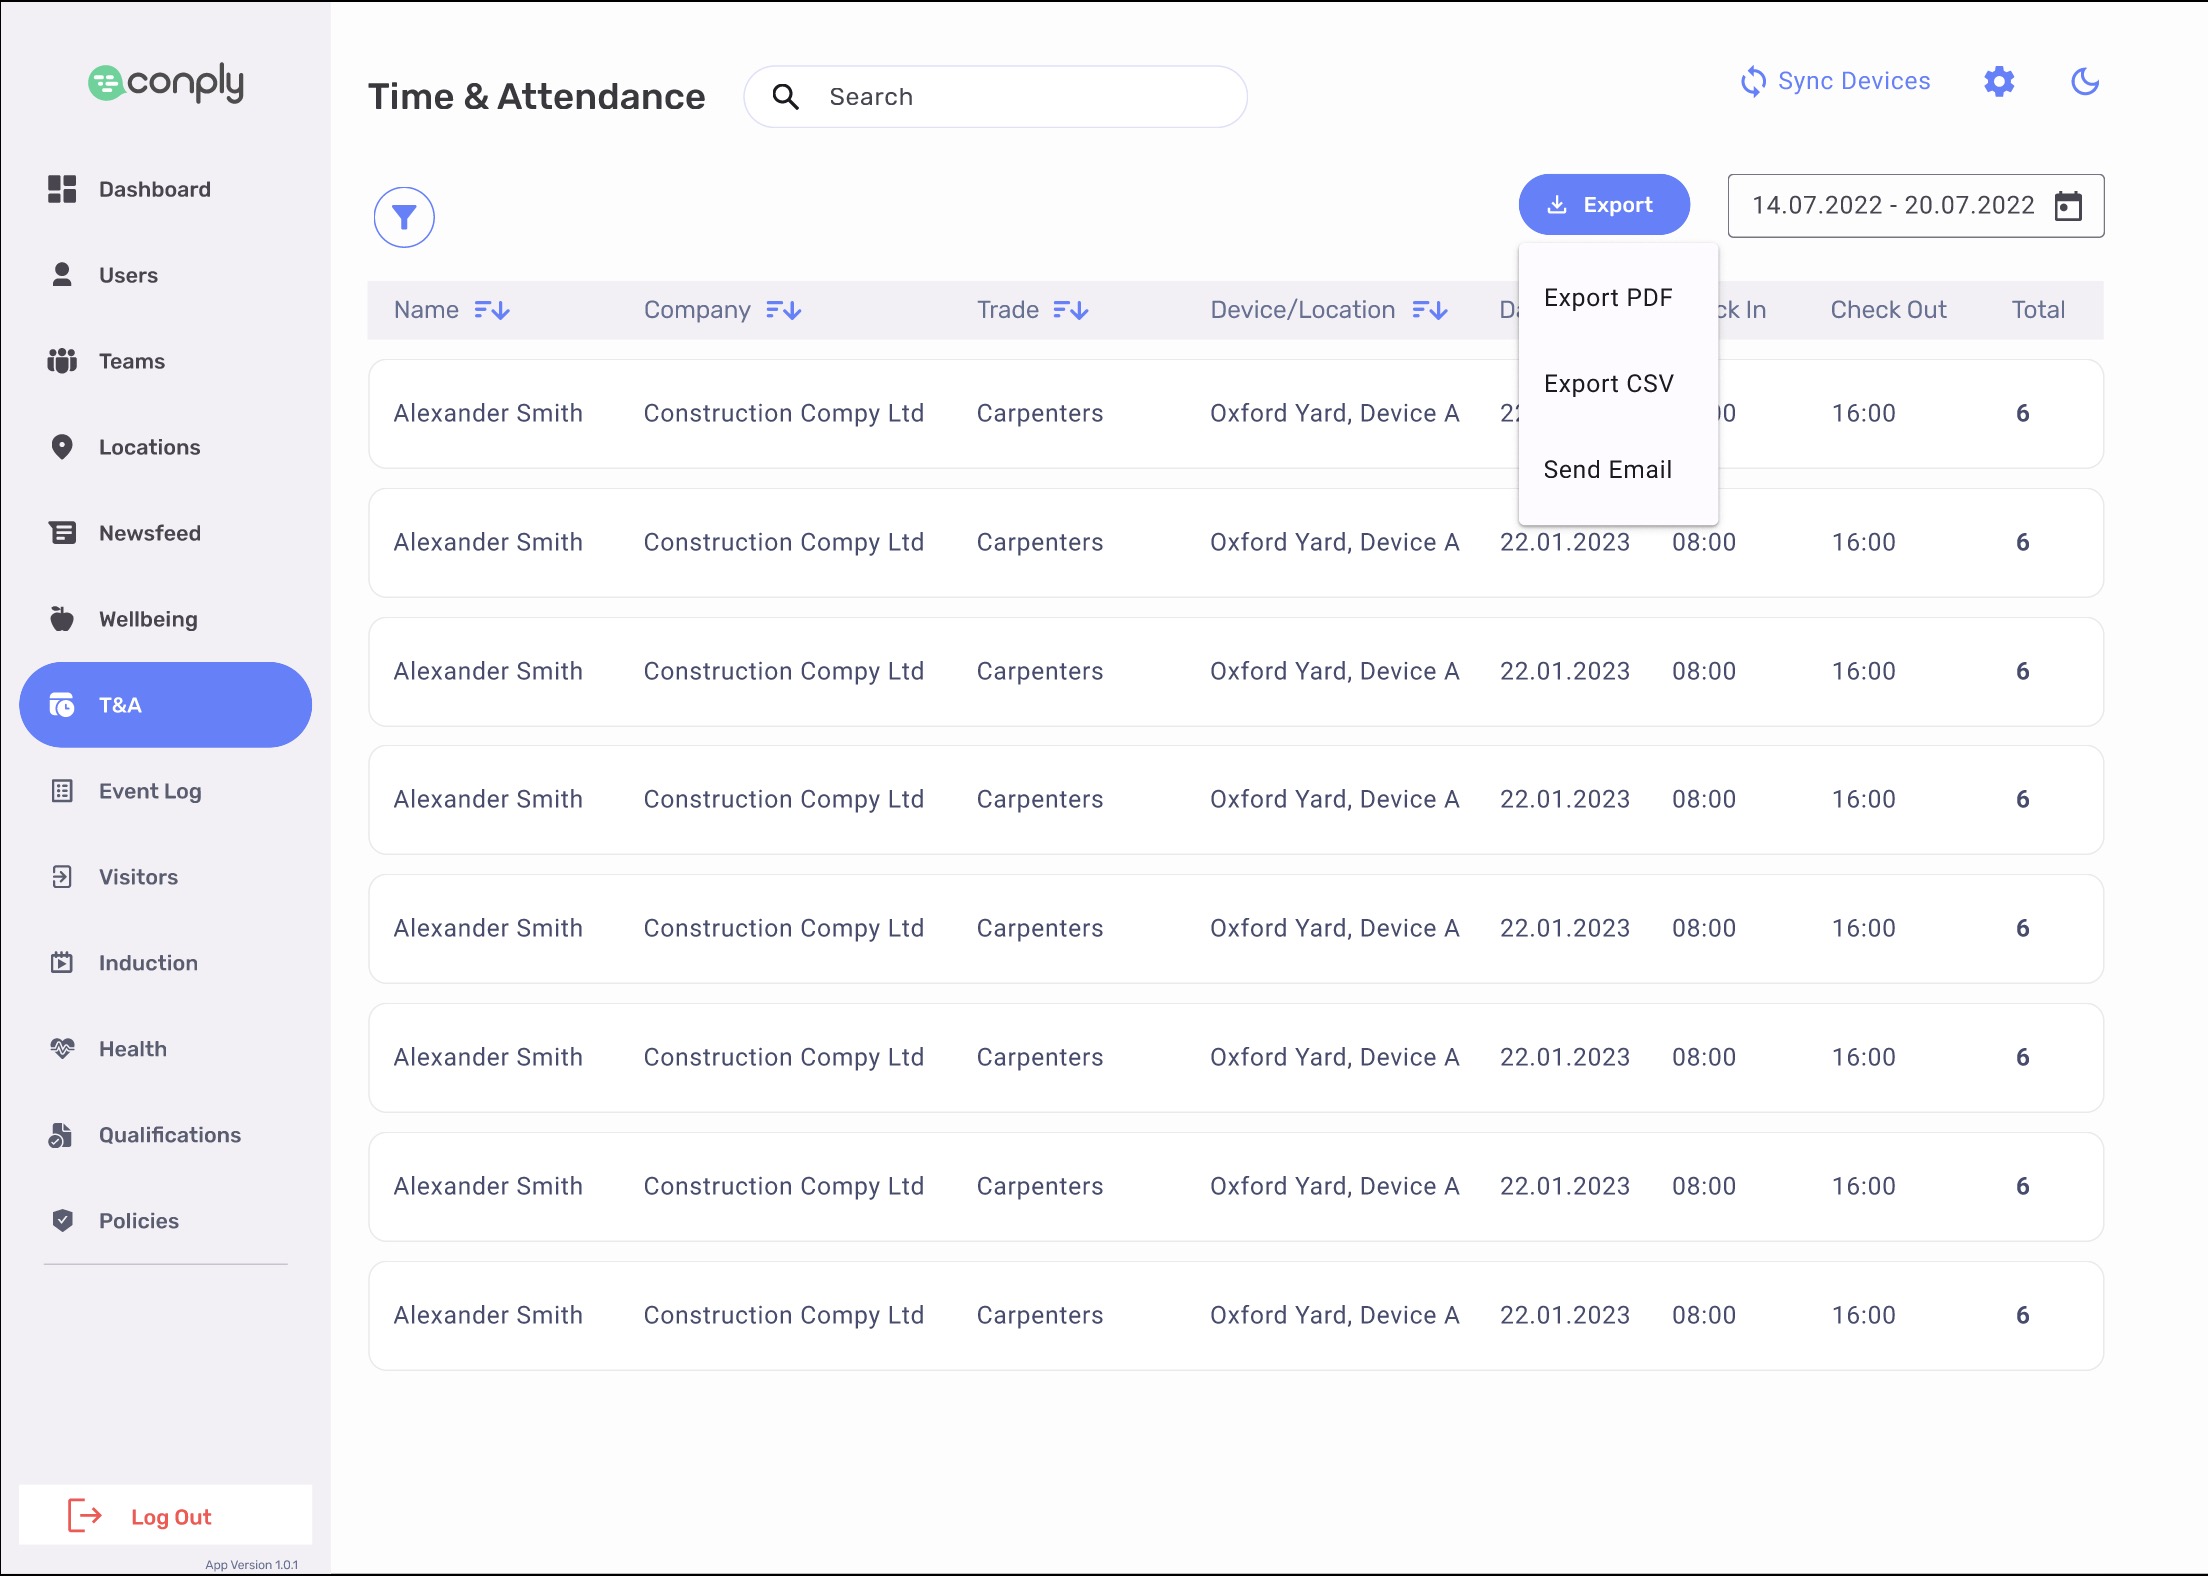 conply
Time & Attendance
Search
Sync Devices
Dashboard
Users
Teams
Locations
Newsfeed
Wellbeing
T&A
Event Log
Visitors
Induction
Health
Qualifications
Policies
Log Out
App Version 1.0.1
Export
14.07.2022 - 20.07.2022
Export PDF
Export CSV
Send Email
Name Company Trade Device/Location In Check Out Total
Alexander Smith Construction Compy Ltd Carpenters Oxford Yard, Device A 16:00 6
Alexander Smith Construction Compy Ltd Carpenters Oxford Yard, Device A 22.01.2023 08:00 16:00 6
Alexander Smith Construction Compy Ltd Carpenters Oxford Yard, Device A 22.01.2023 08:00 16:00 6
Alexander Smith Construction Compy Ltd Carpenters Oxford Yard, Device A 22.01.2023 08:00 16:00 6
Alexander Smith Construction Compy Ltd Carpenters Oxford Yard, Device A 22.01.2023 08:00 16:00 6
Alexander Smith Construction Compy Ltd Carpenters Oxford Yard, Device A 22.01.2023 08:00 16:00 6
Alexander Smith Construction Compy Ltd Carpenters Oxford Yard, Device A 22.01.2023 08:00 16:00 6
Alexander Smith Construction Compy Ltd Carpenters Oxford Yard, Device A 22.01.2023 08:00 16:00 6